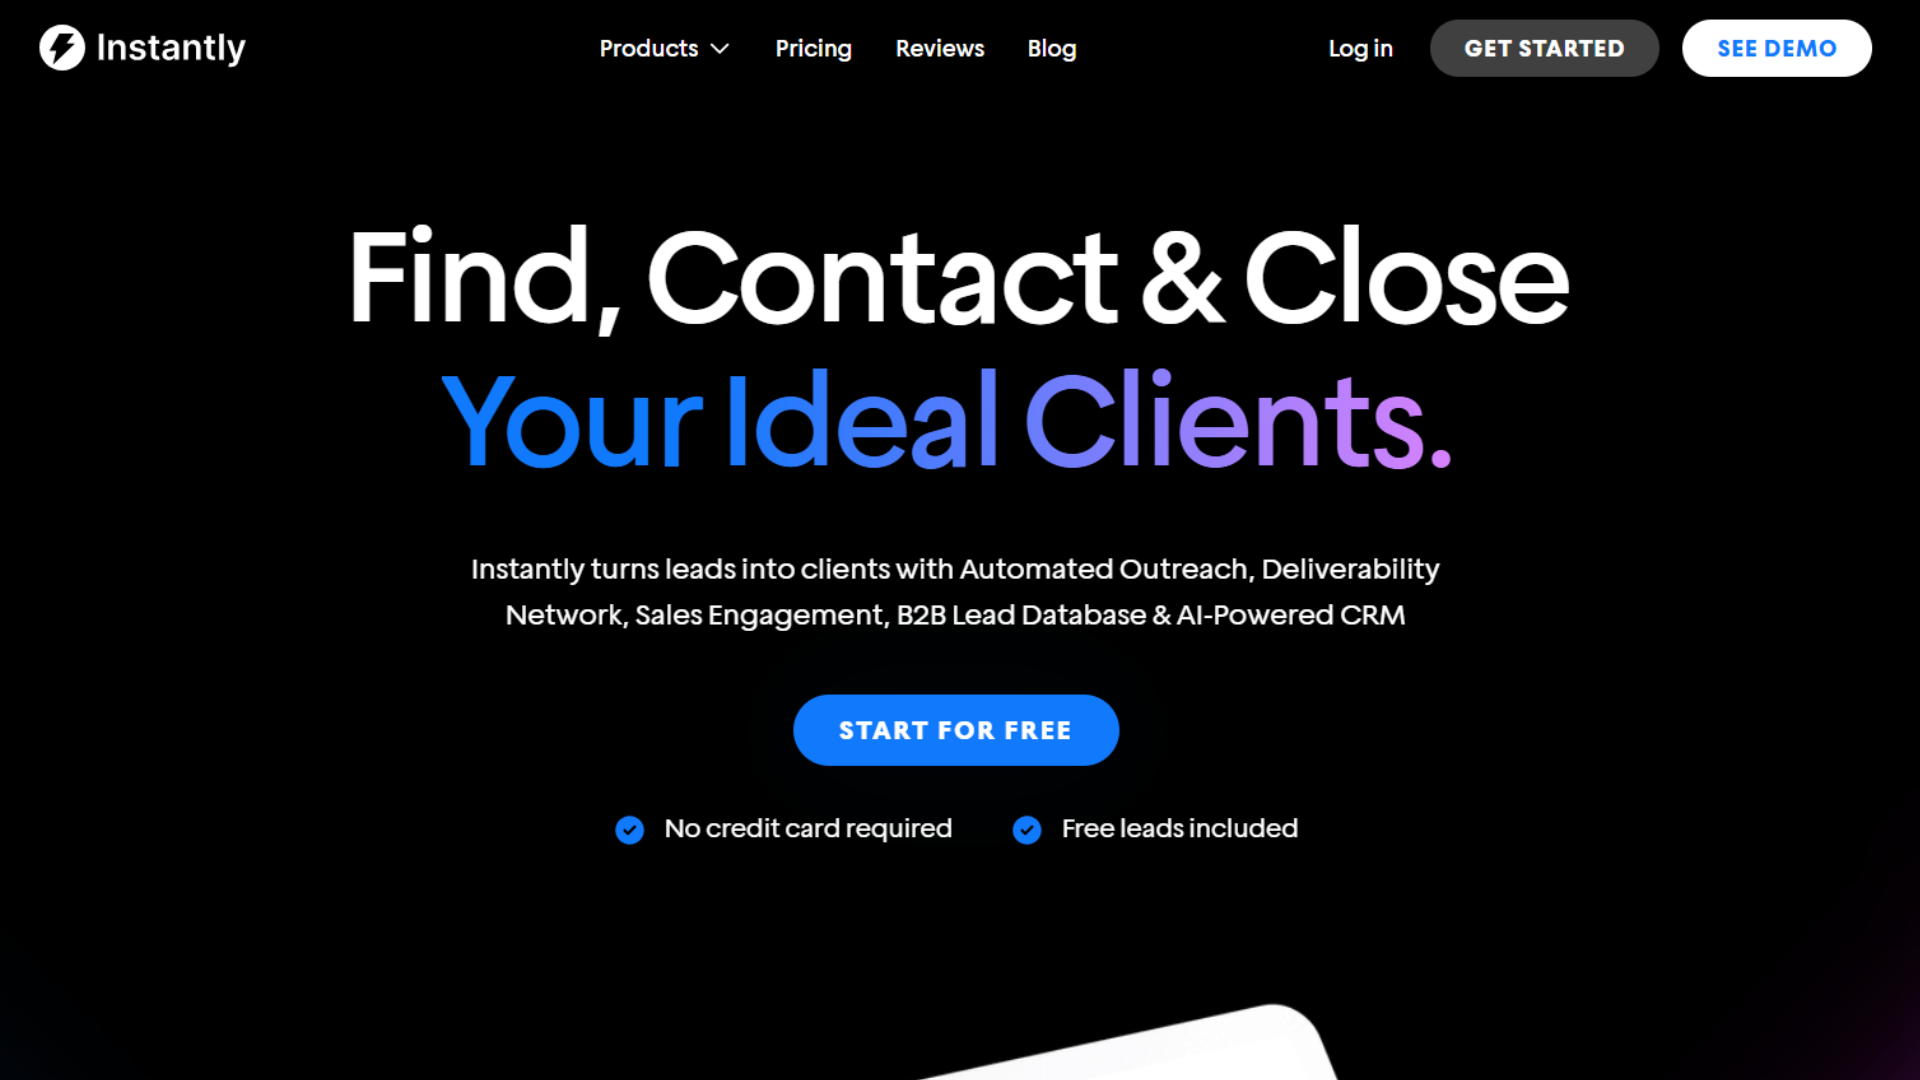 Instantly
Products
Pricing
Reviews
Blog
Log in
GET STARTED
SEE DEMO
Find, Contact & Close
Your Ideal Clients.
Instantly turns leads into clients with Automated Outreach, Deliverability
Network, Sales Engagement, B2B Lead Database & AI-Powered CRM
START FOR FREE
No credit card required
Free leads included